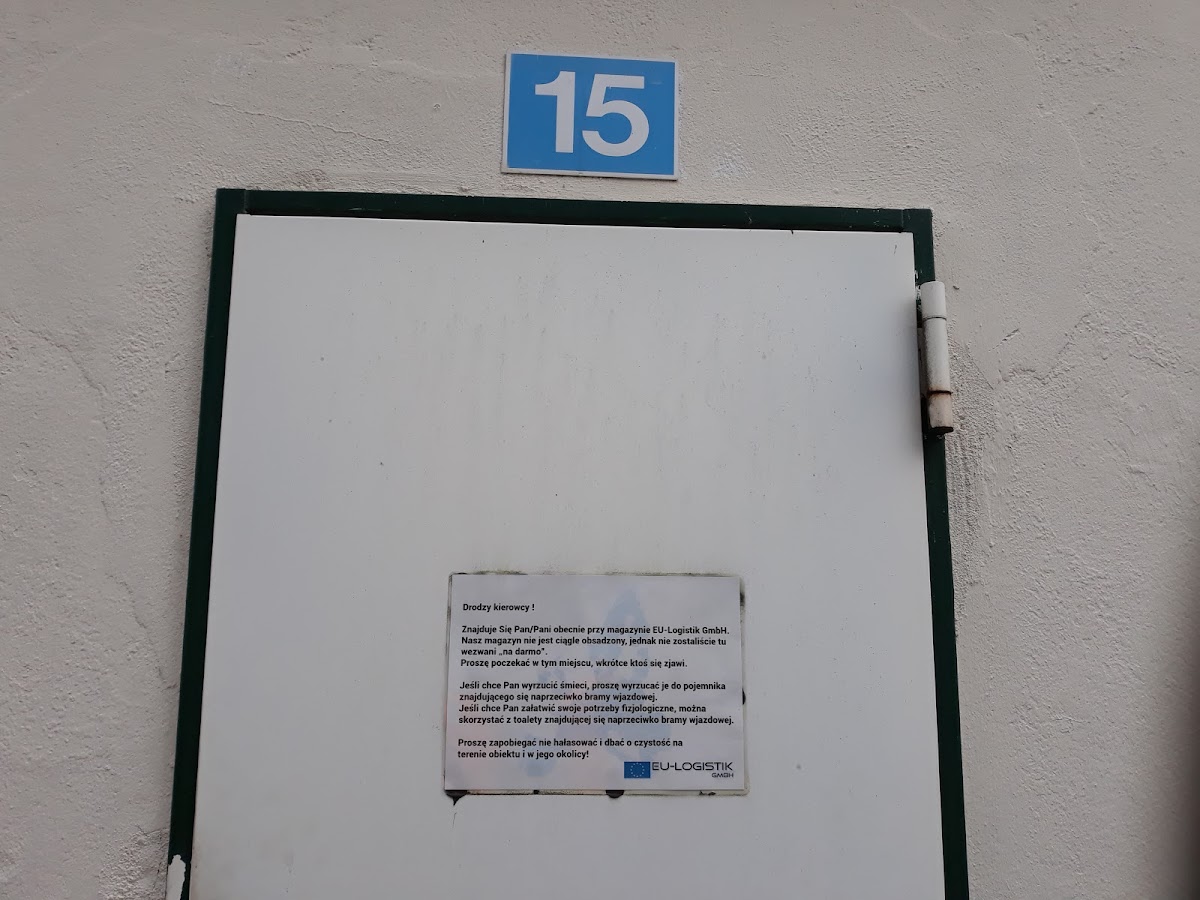 15
Drodzy kierowcy !
Znajduje Się Pan/Pani obecnie przy magazynie EU-Logistik GmbH.
Nasz magazyn nie jest ciągle obsadzony, jednak nie zostaliście tu
wezwani „na darmo”.
Proszę poczekać w tym miejscu, wkrótce ktoś się zjawi.
Jeśli chce Pan wyrzucić śmieci, proszę wyrzucać je do pojemnika
znajdującego się naprzeciwko bramy wjazdowej.
Jeśli chce Pan załatwić swoje potrzeby fizjologiczne, można
skorzystać z toalety znajdującej się naprzeciwko bramy wjazdowej.
Proszę zapobiegać nie hałasować i dbać o czystość na
terenie obiektu i w jego okolicy!
EU-LOGISTIK
GMBH